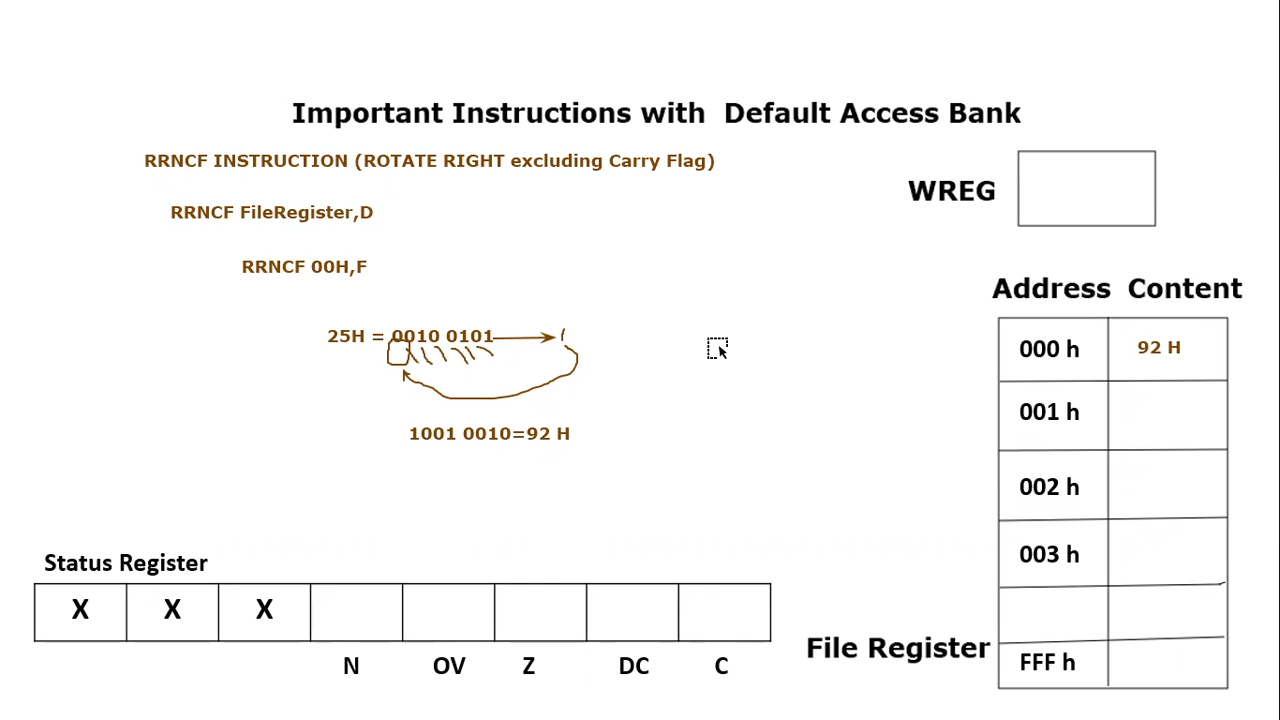 Important Instructions with Default Access Bank
RRNCF INSTRUCTION (ROTATE RIGHT excluding Carry Flag)
RRNCF FileRegister,D
RRNCF 00H,F
25H = 0010 0101 1
1001 0010=92 H
WREG
Address Content
000 h 92 H
001 h
002 h
003 h
FFF h
File Register
Status Register
X X X
N OV Z DC C